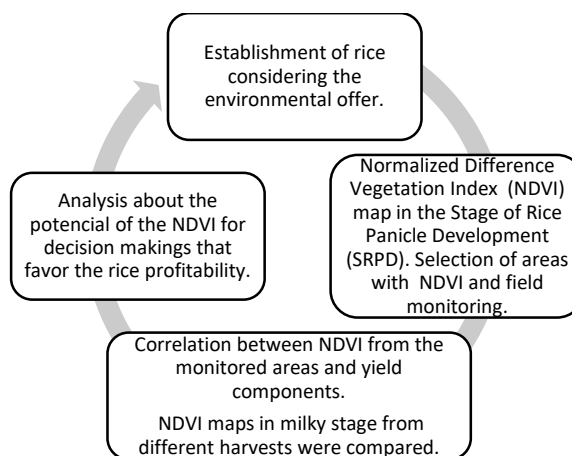 Establishment of rice
considering the
environmental offer.
Normalized Difference
Vegetation Index (NDVI)
map in the Stage of Rice
Panicle Development
(SRPD). Selection of areas
with NDVI and field
monitoring.
Correlation between NDVI from the
monitored areas and yield
components.
NDVI maps in milky stage from
different harvests were compared.
Analysis about the
potencial of the NDVI for
decision makings that
favor the rice profitability.